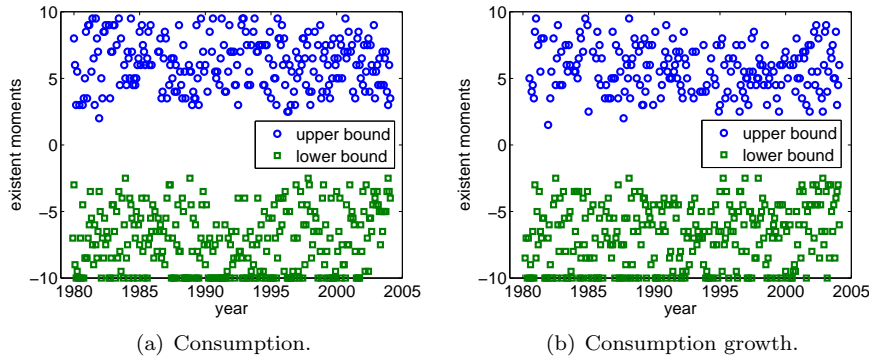 10
5
0
−5
−10
existent moments
upper bound
lower bound
1980 1985 1990 1995 2000 2005
year
(a) Consumption.
10
5
0
−5
−10
existent moments
upper bound
lower bound
1980 1985 1990 1995 2000 2005
year
(b) Consumption growth.